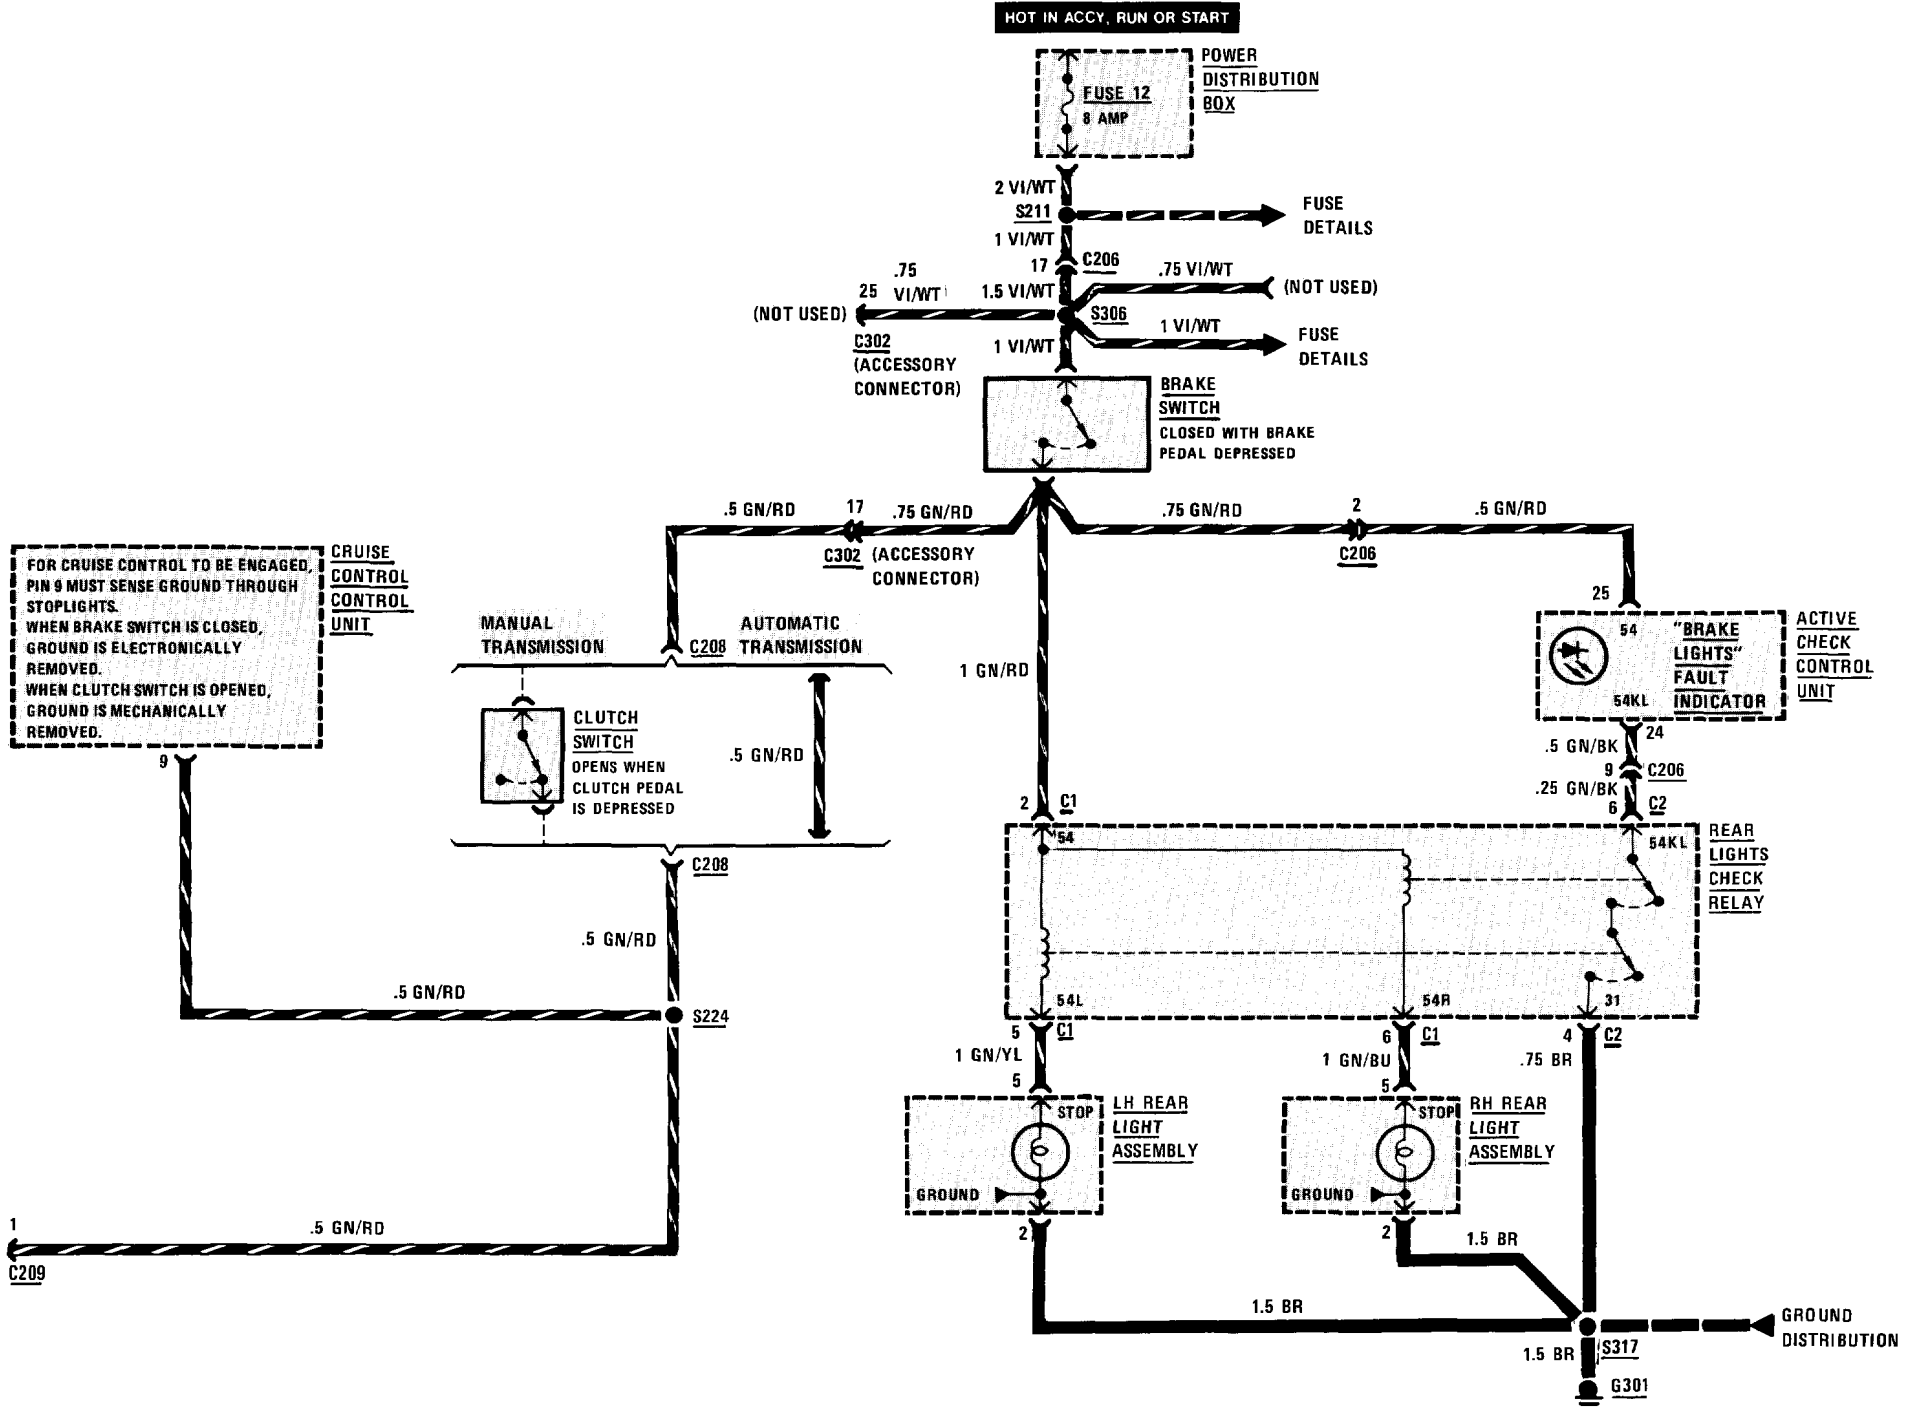 HOT IN ACCY, RUN OR START
POWER
DISTRIBUTION
BOX
FUSE 12
8 AMP
2 VI/WT
S211
FUSE
DETAILS
1 VI/WT
17
C206
.75
VI/WT
25
1.5 VI/WT
.75 VI/WT
(NOT USED)
(NOT USED)
S306
1 VI/WT
FUSE
DETAILS
C302
(ACCESSORY
CONNECTOR)
1 VI/WT
BRAKE
SWITCH
CLOSED WITH BRAKE
PEDAL DEPRESSED
.5 GN/RD
17
.75 GN/RD
.75 GN/RD
2
.5 GN/RD
C302
(ACCESSORY
CONNECTOR)
C206
FOR CRUISE CONTROL TO BE ENGAGED,
PIN 9 MUST SENSE GROUND THROUGH
STOPLIGHTS.
WHEN BRAKE SWITCH IS CLOSED,
GROUND IS ELECTRONICALLY
REMOVED.
WHEN CLUTCH SWITCH IS OPENED,
GROUND IS MECHANICALLY
REMOVED.
CRUISE
CONTROL
CONTROL
UNIT
9
MANUAL
TRANSMISSION
C208
AUTOMATIC
TRANSMISSION
CLUTCH
SWITCH
OPENS WHEN
CLUTCH PEDAL
IS DEPRESSED
.5 GN/RD
1 GN/RD
25
54
"BRAKE
LIGHTS"
FAULT
INDICATOR
54KL
ACTIVE
CHECK
CONTROL
UNIT
24
.5 GN/BK
9
C206
.25 GN/BK
6
C2
2
C1
54
54KL
REAR
LIGHTS
CHECK
RELAY
C208
.5 GN/RD
.5 GN/RD
S224
54L
54R
31
5
C1
6
C1
4
C2
1 GN/YL
1 GN/BU
.75 BR
5
5
STOP
LH REAR
LIGHT
ASSEMBLY
GROUND
STOP
RH REAR
LIGHT
ASSEMBLY
GROUND
2
2
1.5 BR
1
.5 GN/RD
C209
1.5 BR
GROUND
DISTRIBUTION
1.5 BR
S317
G301